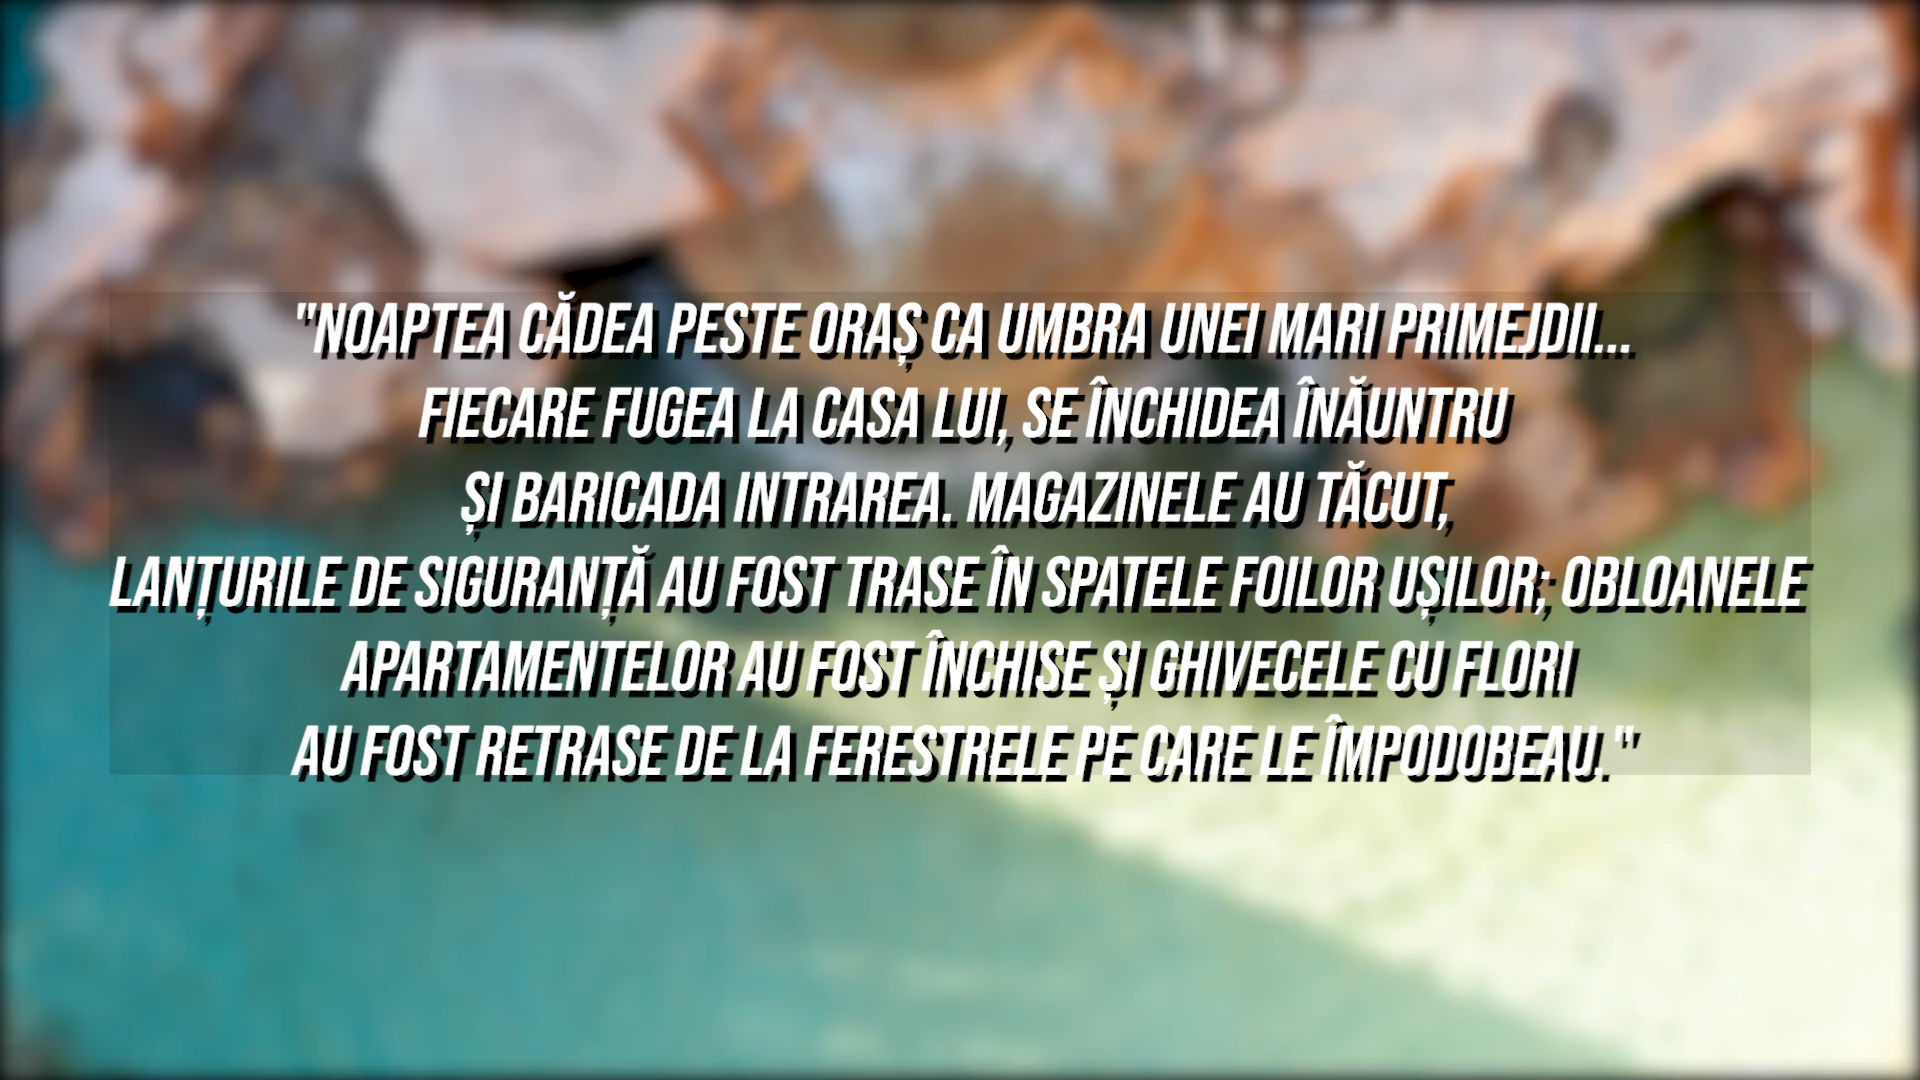 "NOAPTEA CĂDEA PESTE ORAȘ CA UMBRA UNEI MARI PRIMEJDII...
FIECARE FUGEA LA CASA LUI, SE ÎNCHIDEA ÎNĂUNTRU
ȘI BARICADA INTRAREA. MAGAZINELE AU TĂCUT,
LANȚURILE DE SIGURANȚĂ AU FOST TRASE ÎN SPATELE FOILOR UȘILOR; OBLOANELE
APARTAMENTELOR AU FOST ÎNCHISE ȘI GHIVECELE CU FLORI
AU FOST RETRASE DE LA FERESTRELE PE CARE LE ÎMPODOBEAU."